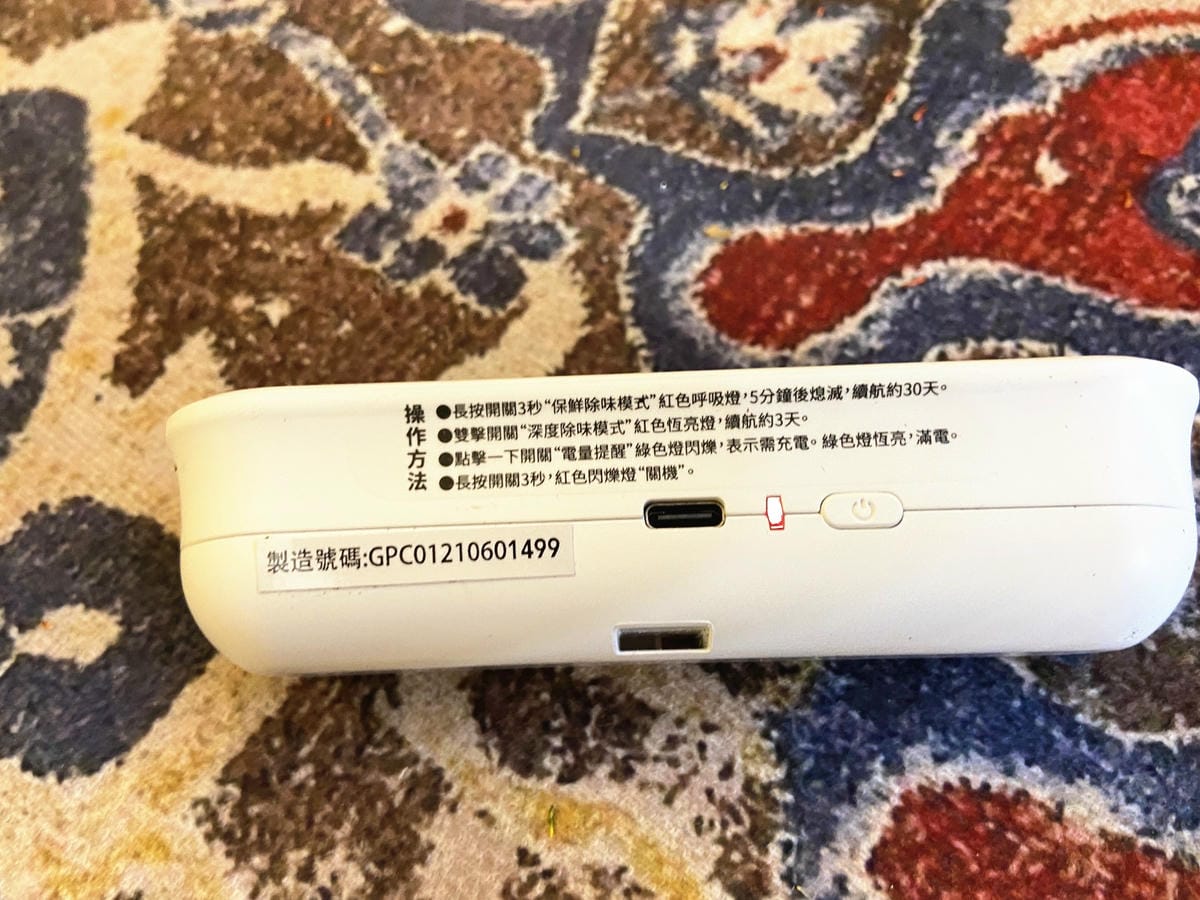 操作方法
●長按開關3秒“保鮮除味模式”紅色呼吸燈,5分鐘後熄滅,續航約30天。
●雙擊開關“深度除味模式”紅色恆亮燈,續航約3天。
●點擊一下開關“電量提醒”綠色燈閃爍,表示需充電。綠色燈恆亮,滿電。
●長按開關3秒,紅色閃爍燈“關機”。
製造號碼:GPC01210601499